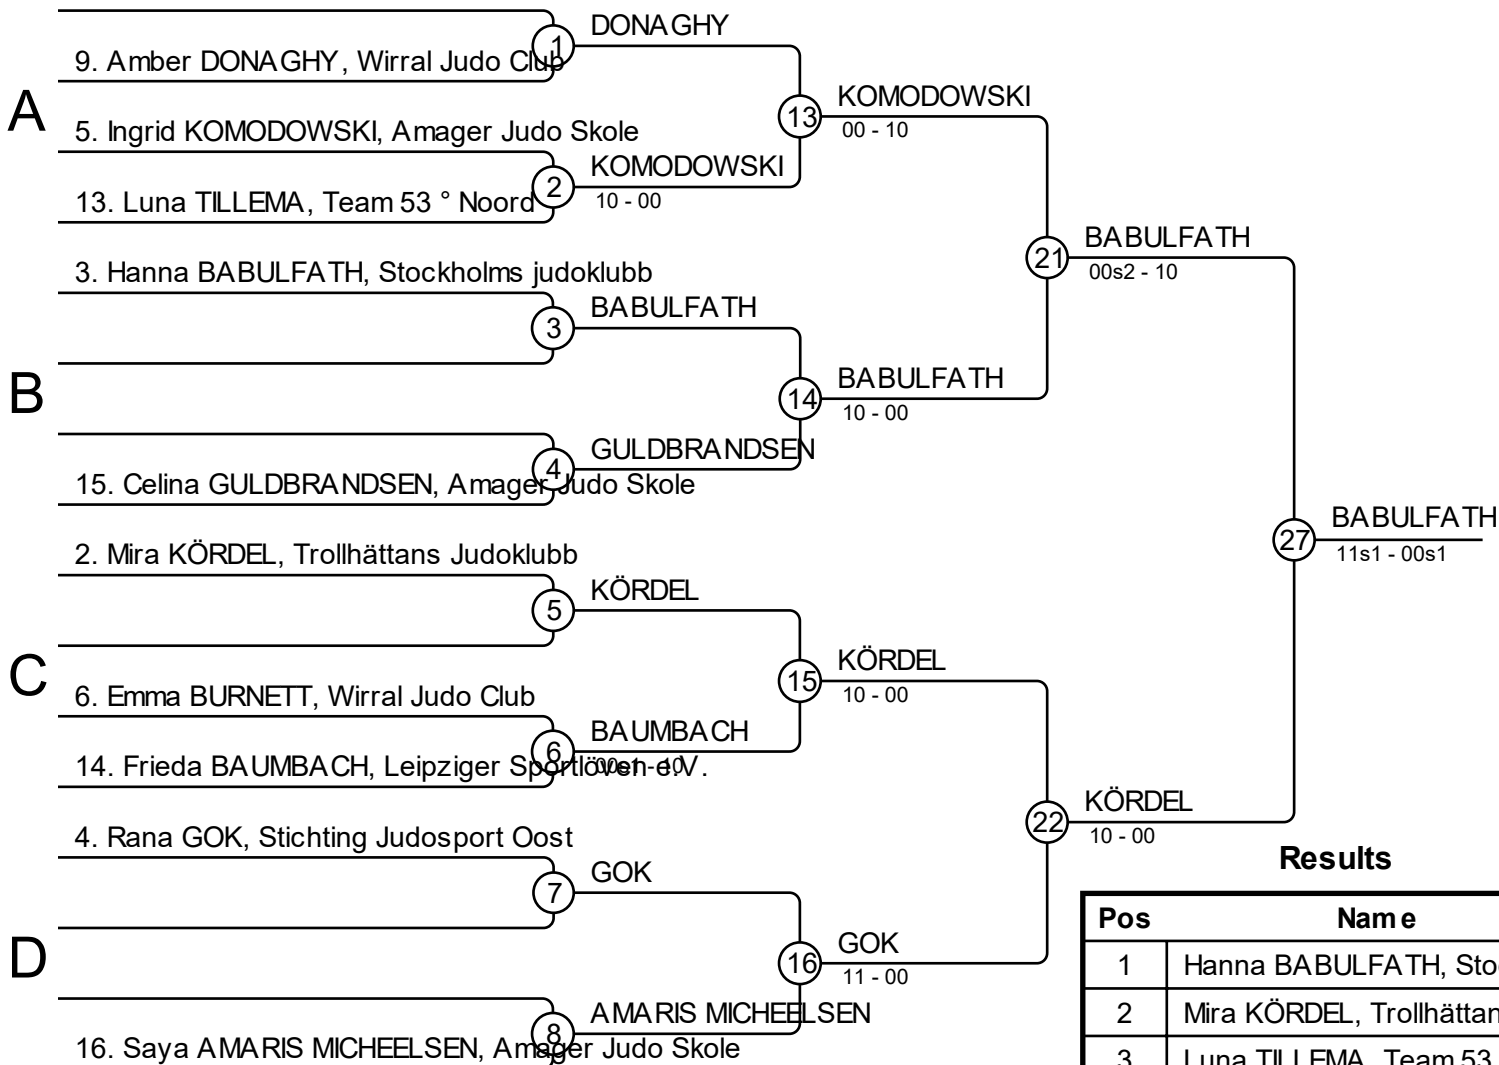 DONAGHY
1
9. Amber DONAGHY, Wirral Judo Club
A
KOMODOWSKI
13
00 - 10
5. Ingrid KOMODOWSKI, Amager Judo Skole
KOMODOWSKI
2
10 - 00
13. Luna TILLEMA, Team 53 ° Noord
BABULFATH
21
00s2 - 10
3. Hanna BABULFATH, Stockholms judoklubb
BABULFATH
3
B
BABULFATH
14
10 - 00
GULDBRANDSEN
4
15. Celina GULDBRANDSEN, Amager Judo Skole
BABULFATH
27
11s1 - 00s1
2. Mira KÖRDEL, Trollhättans Judoklubb
KÖRDEL
5
C
KÖRDEL
15
10 - 00
6. Emma BURNETT, Wirral Judo Club
BAUMBACH
6
14. Frieda BAUMBACH, Leipziger Sportlöwen e.V.
KÖRDEL
22
10 - 00
4. Rana GOK, Stichting Judosport Oost
GOK
7
D
GOK
16
11 - 00
AMARIS MICHEELSEN
8
16. Saya AMARIS MICHEELSEN, Amager Judo Skole
Results
Pos Name
1 Hanna BABULFATH, Sto
2 Mira KÖRDEL, Trollhättan
3 Luna TILLEMA, Team 53